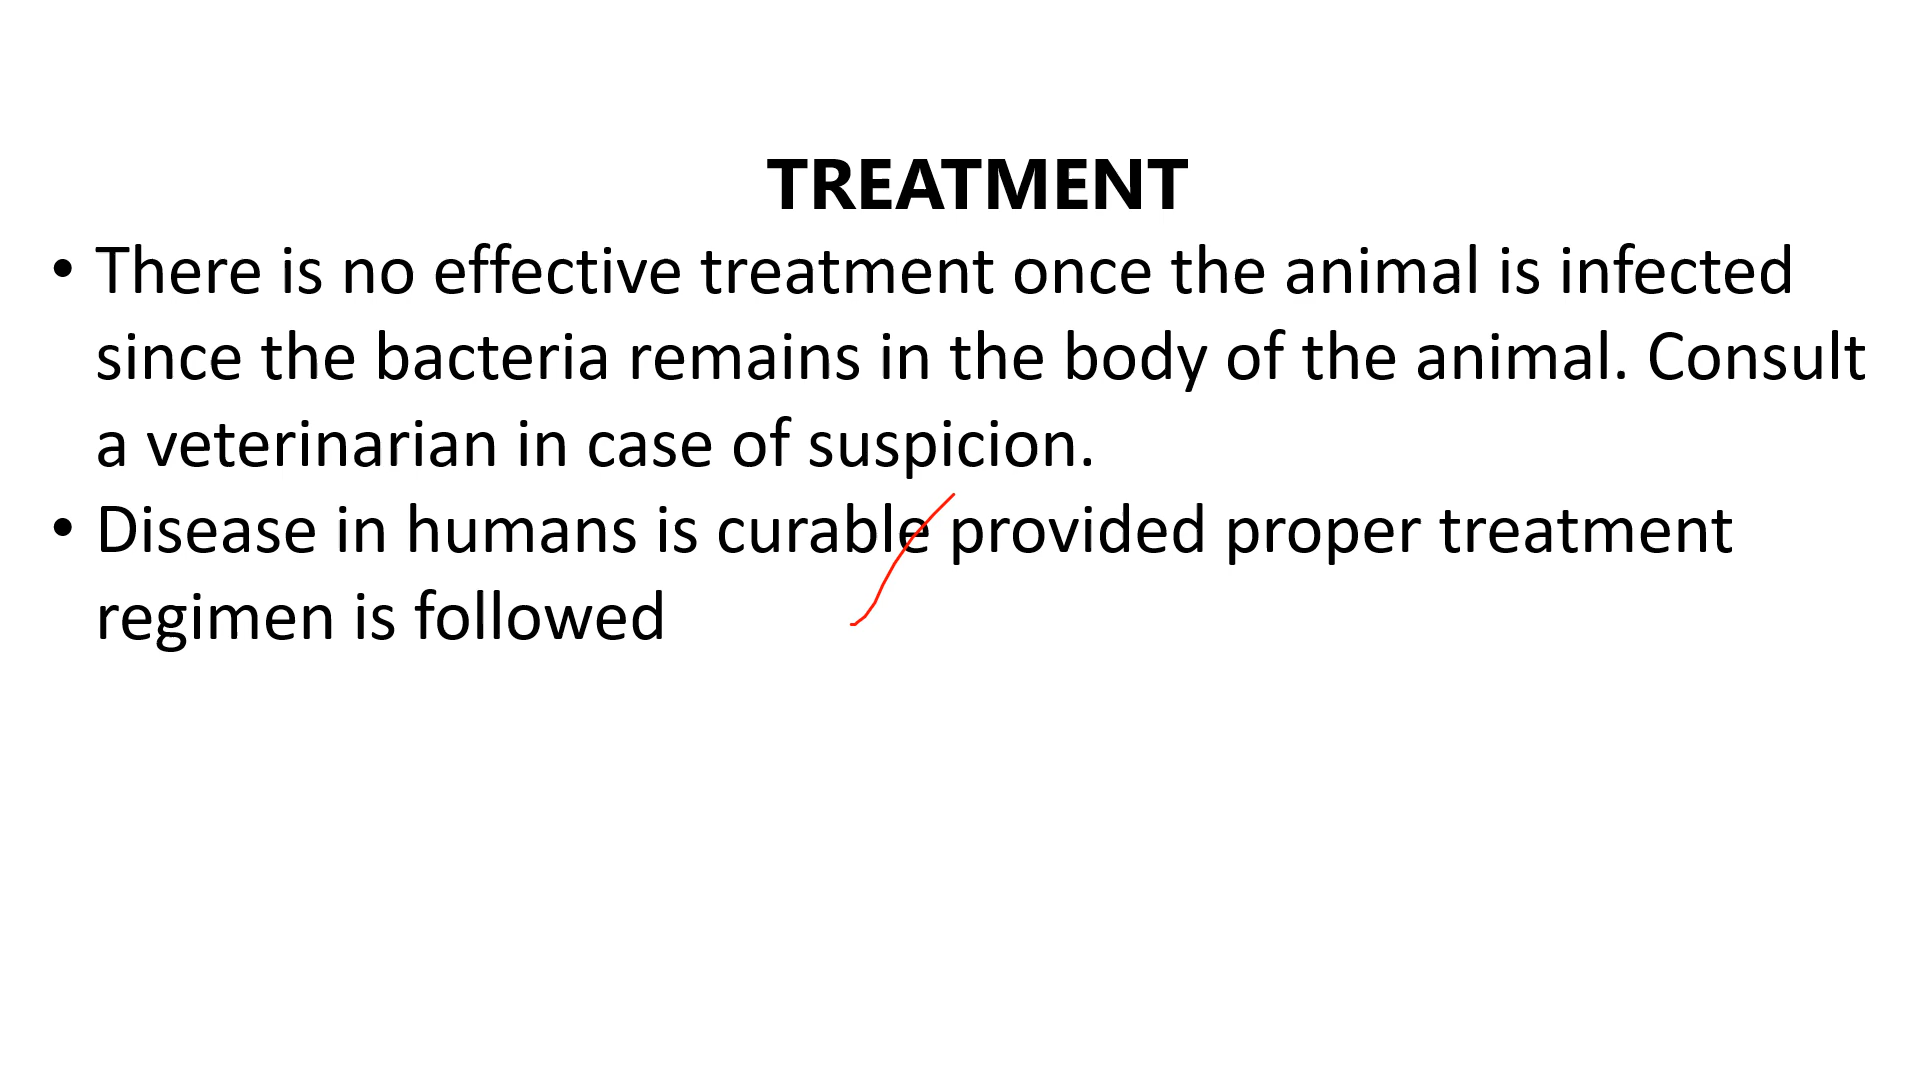 TREATMENT
• There is no effective treatment once the animal is infected
since the bacteria remains in the body of the animal. Consult
a veterinarian in case of suspicion.
• Disease in humans is curable provided proper treatment
regimen is followed